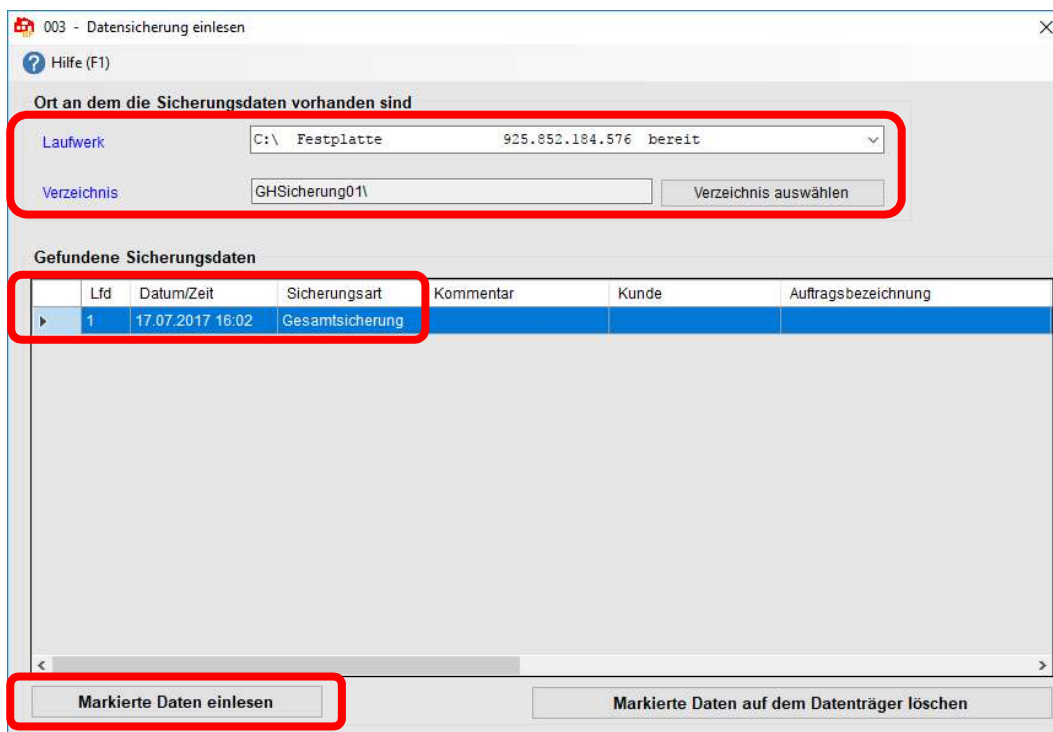 003 - Datensicherung einlesen
Hilfe (F1)
Ort an dem die Sicherungsdaten vorhanden sind
Laufwerk C:\ Festplatte 925.852.184.576 bereit
Verzeichnis GHSicherung01\ Verzeichnis auswählen
Gefundene Sicherungsdaten
Lfd Datum/Zeit Sicherungsart Kommentar Kunde Auftragsbezeichnung
1 17.07.2017 16:02 Gesamtsicherung
Markierte Daten einlesen Markierte Daten auf dem Datenträger löschen